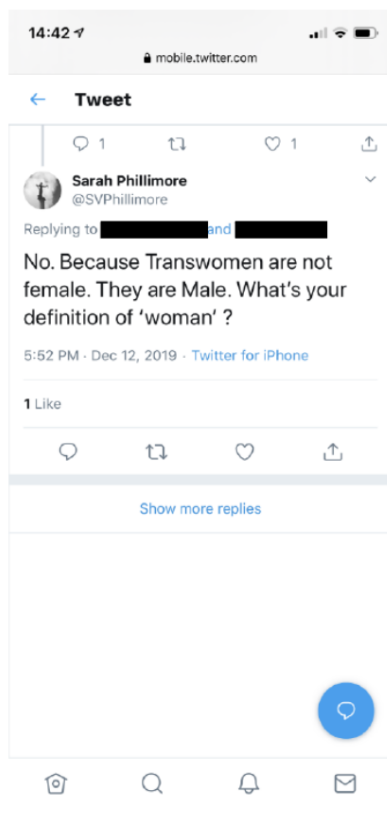 14:42
mobile.twitter.com
Tweet
1 1
Sarah Phillimore
@SVPhillimore
Replying to and
No. Because Transwomen are not
female. They are Male. What's your
definition of 'woman' ?
5:52 PM · Dec 12, 2019 · Twitter for iPhone
1 Like
Show more replies